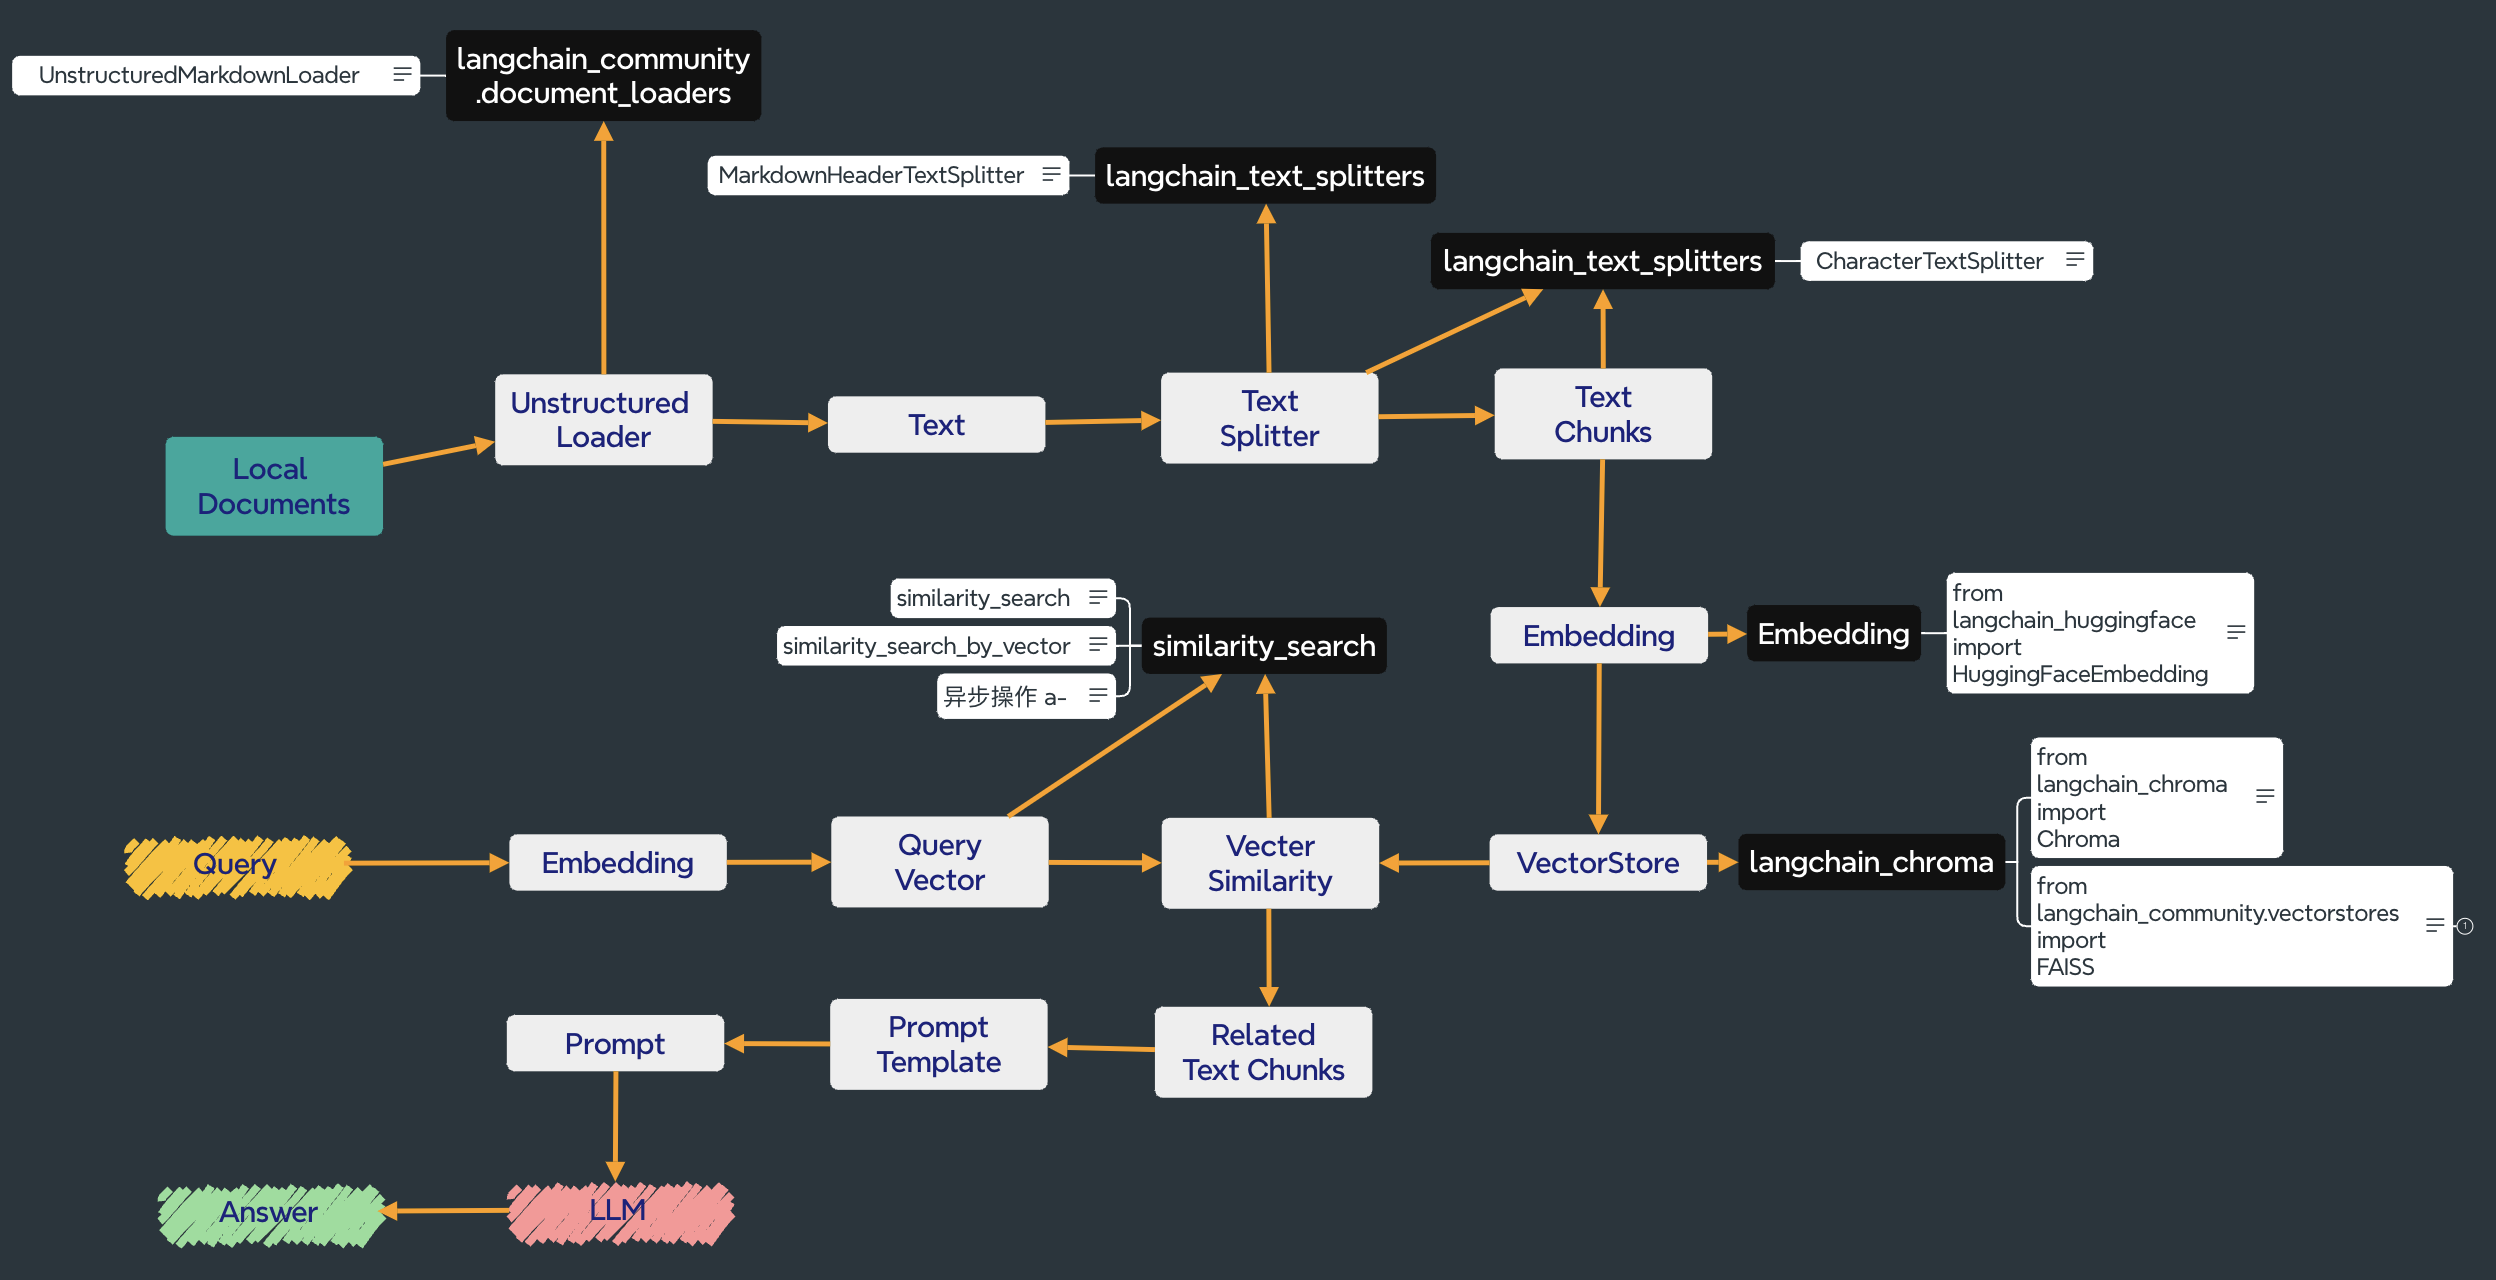 UnstructuredMarkdownLoader
langchain_community
.document_loaders
MarkdownHeaderTextSplitter
langchain_text_splitters
langchain_text_splitters
CharacterTextSplitter
Local
Documents
Unstructured
Loader
Text
Text
Splitter
Text
Chunks
similarity_search
similarity_search_by_vector
异步操作 a-
similarity_search
Embedding
Embedding
from
langchain_huggingface
import
HuggingFaceEmbedding
Query
Embedding
Query
Vector
Vecter
Similarity
VectorStore
langchain_chroma
from
langchain_chroma
import
Chroma
from
langchain_community.vectorstores
import
FAISS
1
Prompt
Prompt
Template
Related
Text Chunks
Answer
LLM